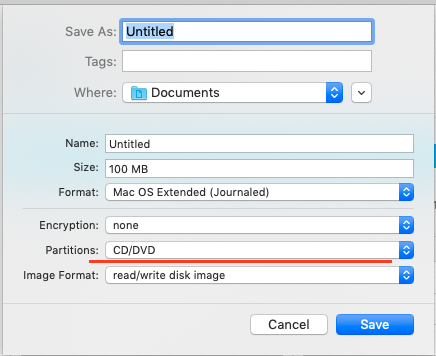 Save As: Untitled
Tags:
Where: Documents
Name: Untitled
Size: 100 MB
Format: Mac OS Extended (Journaled)
Encryption: none
Partitions: CD/DVD
Image Format: read/write disk image
Cancel Save